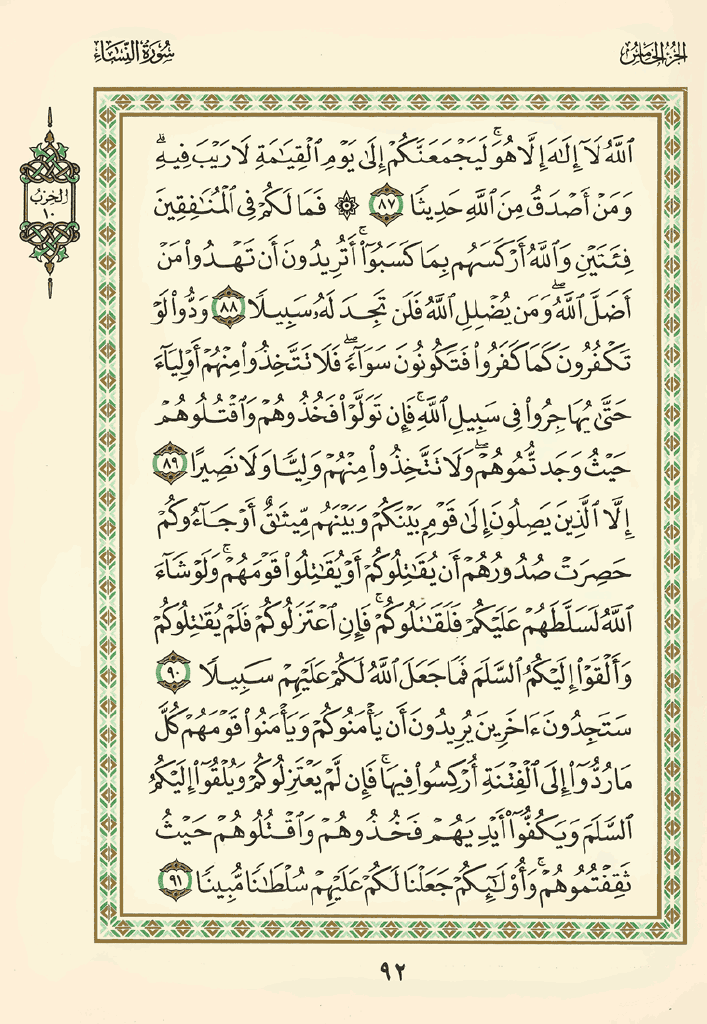 الجزء الخامس
سورة النساء
ٱللَّهُ لَآ إِلَٰهَ إِلَّا هُوَۚ لَيَجْمَعَنَّكُمْ إِلَىٰ يَوْمِ ٱلْقِيَٰمَةِ لَا رَيْبَ فِيهِۗ
وَمَنْ أَصْدَقُ مِنَ ٱللَّهِ حَدِيثًا ٨٧ ۞ فَمَا لَكُمْ فِى ٱلْمُنَٰفِقِينَ
فِئَتَيْنِ وَٱللَّهُ أَرْكَسَهُم بِمَا كَسَبُوٓا۟ۚ أَتُرِيدُونَ أَن تَهْدُوا۟ مَنْ
أَضَلَّ ٱللَّهُۖ وَمَن يُضْلِلِ ٱللَّهُ فَلَن تَجِدَ لَهُۥ سَبِيلًا ٨٨ وَدُّوا۟ لَوْ
تَكْفُرُونَ كَمَا كَفَرُوا۟ فَتَكُونُونَ سَوَآءًۖ فَلَا تَتَّخِذُوا۟ مِنْهُمْ أَوْلِيَآءَ
حَتَّىٰ يُهَاجِرُوا۟ فِى سَبِيلِ ٱللَّهِۚ فَإِن تَوَلَّوْا۟ فَخُذُوهُمْ وَٱقْتُلُوهُمْ
حَيْثُ وَجَدتُّمُوهُمْۖ وَلَا تَتَّخِذُوا۟ مِنْهُمْ وَلِيًّا وَلَا نَصِيرًا ٨٩
إِلَّا ٱلَّذِينَ يَصِلُونَ إِلَىٰ قَوْمٍۭ بَيْنَكُمْ وَبَيْنَهُم مِّيثَٰقٌ أَوْ جَآءُوكُمْ
حَصِرَتْ صُدُورُهُمْ أَن يُقَٰتِلُوكُمْ أَوْ يُقَٰتِلُوا۟ قَوْمَهُمْۚ وَلَوْ شَآءَ
ٱللَّهُ لَسَلَّطَهُمْ عَلَيْكُمْ فَلَقَٰتَلُوكُمْۚ فَإِنِ ٱعْتَزَلُوكُمْ فَلَمْ يُقَٰتِلُوكُمْ
وَأَلْقَوْا۟ إِلَيْكُمُ ٱلسَّلَمَ فَمَا جَعَلَ ٱللَّهُ لَكُمْ عَلَيْهِمْ سَبِيلًا ٩٠
سَتَجِدُونَ ءَاخَرِينَ يُرِيدُونَ أَن يَأْمَنُوكُمْ وَيَأْمَنُوا۟ قَوْمَهُمْ كُلَّ
مَا رُدُّوٓا۟ إِلَى ٱلْفِتْنَةِ أُرْكِسُوا۟ فِيهَاۚ فَإِن لَّمْ يَعْتَزِلُوكُمْ وَيُلْقُوٓا۟ إِلَيْكُمُ
ٱلسَّلَمَ وَيَكُفُّوٓا۟ أَيْدِيَهُمْ فَخُذُوهُمْ وَٱقْتُلُوهُمْ حَيْثُ
ثَقِفْتُمُوهُمْۚ وَأُو۟لَٰٓئِكُمْ جَعَلْنَا لَكُمْ عَلَيْهِمْ سُلْطَٰنًا مُّبِينًا ٩١
الحزب
١٠
٩٢